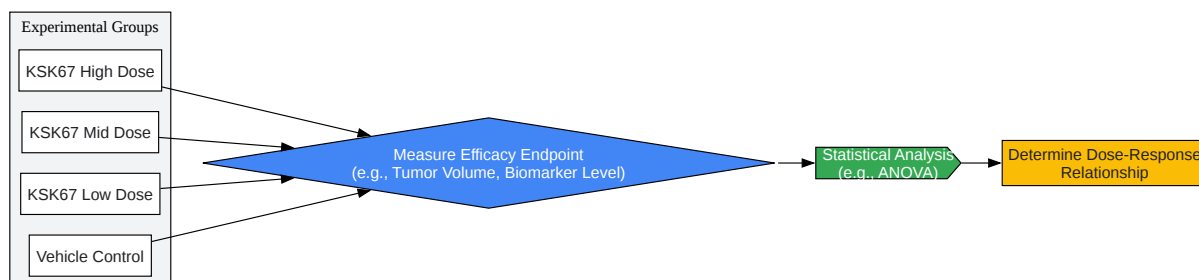 Experimental Groups
KSK67 High Dose
KSK67 Mid Dose
KSK67 Low Dose
Vehicle Control
Measure Efficacy Endpoint
(e.g., Tumor Volume, Biomarker Level)
Statistical Analysis
(e.g., ANOVA)
Determine Dose-Response
Relationship